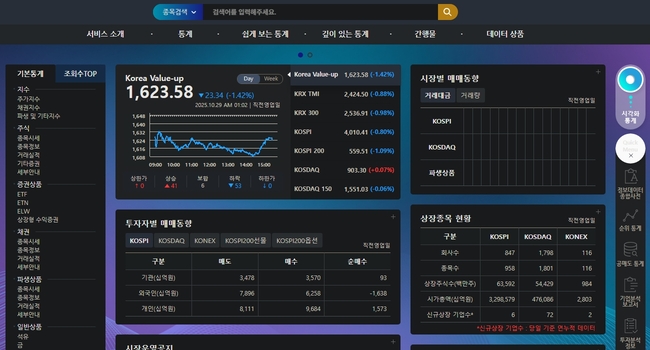 종목검색
검색어를 입력해주세요.
서비스 소개
통계
쉽게 보는 통계
깊이 있는 통계
간행물
데이터 상품
기본통계
조회수TOP
지수
주가지수
채권지수
파생 및 기타지수
주식
종목시세
종목정보
거래실적
기타증권
세부안내
증권상품
ETF
ETN
ELW
상장형 수익증권
채권
종목시세
종목정보
거래실적
세부안내
파생상품
종목시세
종목정보
거래실적
세부안내
일반상품
석유
금
Korea Value-up
Day
Week
1,623.58
▼23.34 (-1.42%)
2025.10.29 AM 01:02 | 직전영업일
1,648
1,640
1,632
1,624
1,616
1,608
09:00 10:00 11:00 12:00 13:00 14:00 15:00
상한가 상승 보합 하락 하한가
↑ 0 ▲ 41 6 ▼ 53 ↓ 0
Korea Value-up 1,623.58 (-1.42%)
KRX TMI 2,424.50 (-0.88%)
KRX 300 2,536.91 (-0.98%)
KOSPI 4,010.41 (-0.80%)
KOSPI 200 559.51 (-1.09%)
KOSDAQ 903.30 (+0.07%)
KOSDAQ 150 1,551.03 (-0.06%)
시장별 매매동향
거래대금
거래량
직전영업일
KOSPI
KOSDAQ
파생상품
투자자별 매매동향
KOSPI KOSDAQ KONEX KOSPI200선물 KOSPI200옵션
직전영업일
구분 매도 매수 순매수
기관(십억원) 3,478 3,570 93
외국인(십억원) 7,896 6,258 -1,638
개인(십억원) 8,111 9,684 1,573
상장종목 현황
직전영업일
구분 KOSPI KOSDAQ KONEX
회사수 847 1,798 116
종목수 958 1,801 116
상장주식수(백만주) 63,592 54,429 984
시가총액(십억원) 3,298,579 476,086 2,803
신규상장 기업수* 6 72 2
*신규상장 기업수 : 당월 기준 연누적 데이터
시장운영공지
시각화
통계
정보데이터
종합사전
순위 통계
공매도 통계
기업분석
보고서
투자분석
정보